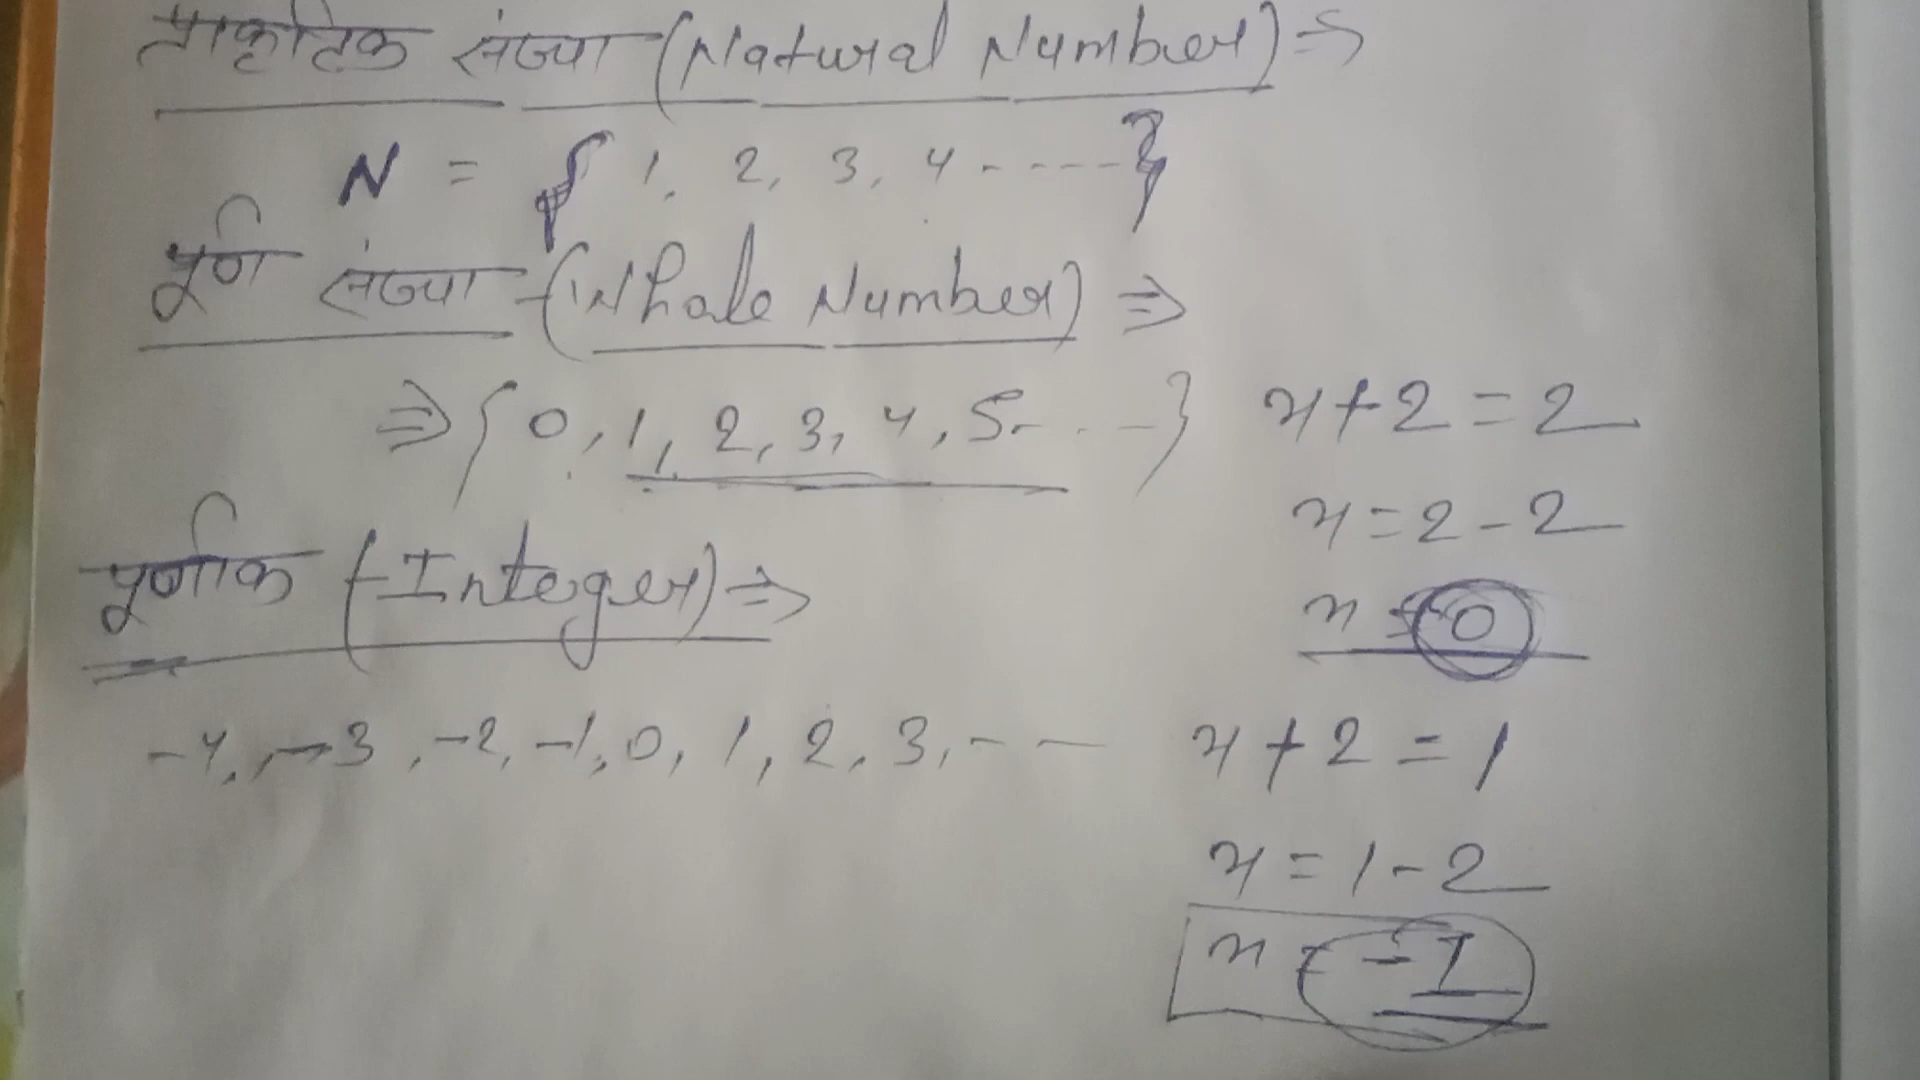 प्राकृतिक संख्या (Natural Number) ⇒
N = { 1, 2, 3, 4 ----- }
पूर्ण संख्या (Whole Number) ⇒
⇒ { 0, 1, 2, 3, 4, 5. . . - }
पूर्णांक (Integer) ⇒
-4, -3, -2, -1, 0, 1, 2, 3, - -
x + 2 = 2
x = 2 - 2
x = 0
x + 2 = 1
x = 1 - 2
x = -1